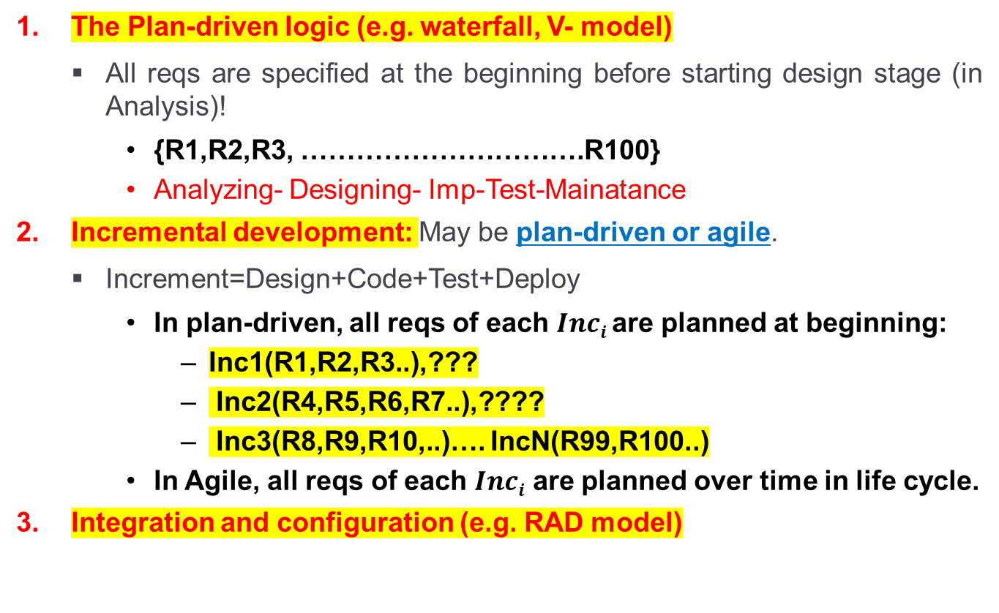 1. The Plan-driven logic (e.g. waterfall, V- model)
▪ All reqs are specified at the beginning before starting design stage (in
Analysis)!
• {R1,R2,R3, …………………………….R100}
• Analyzing- Designing- Imp-Test-Mainatance
2. Incremental development: May be plan-driven or agile.
▪ Increment=Design+Code+Test+Deploy
• In plan-driven, all reqs of each Inc_i are planned at beginning:
– Inc1(R1,R2,R3..),???
– Inc2(R4,R5,R6,R7..),????
– Inc3(R8,R9,R10,..)…. IncN(R99,R100..)
• In Agile, all reqs of each Inc_i are planned over time in life cycle.
3. Integration and configuration (e.g. RAD model)